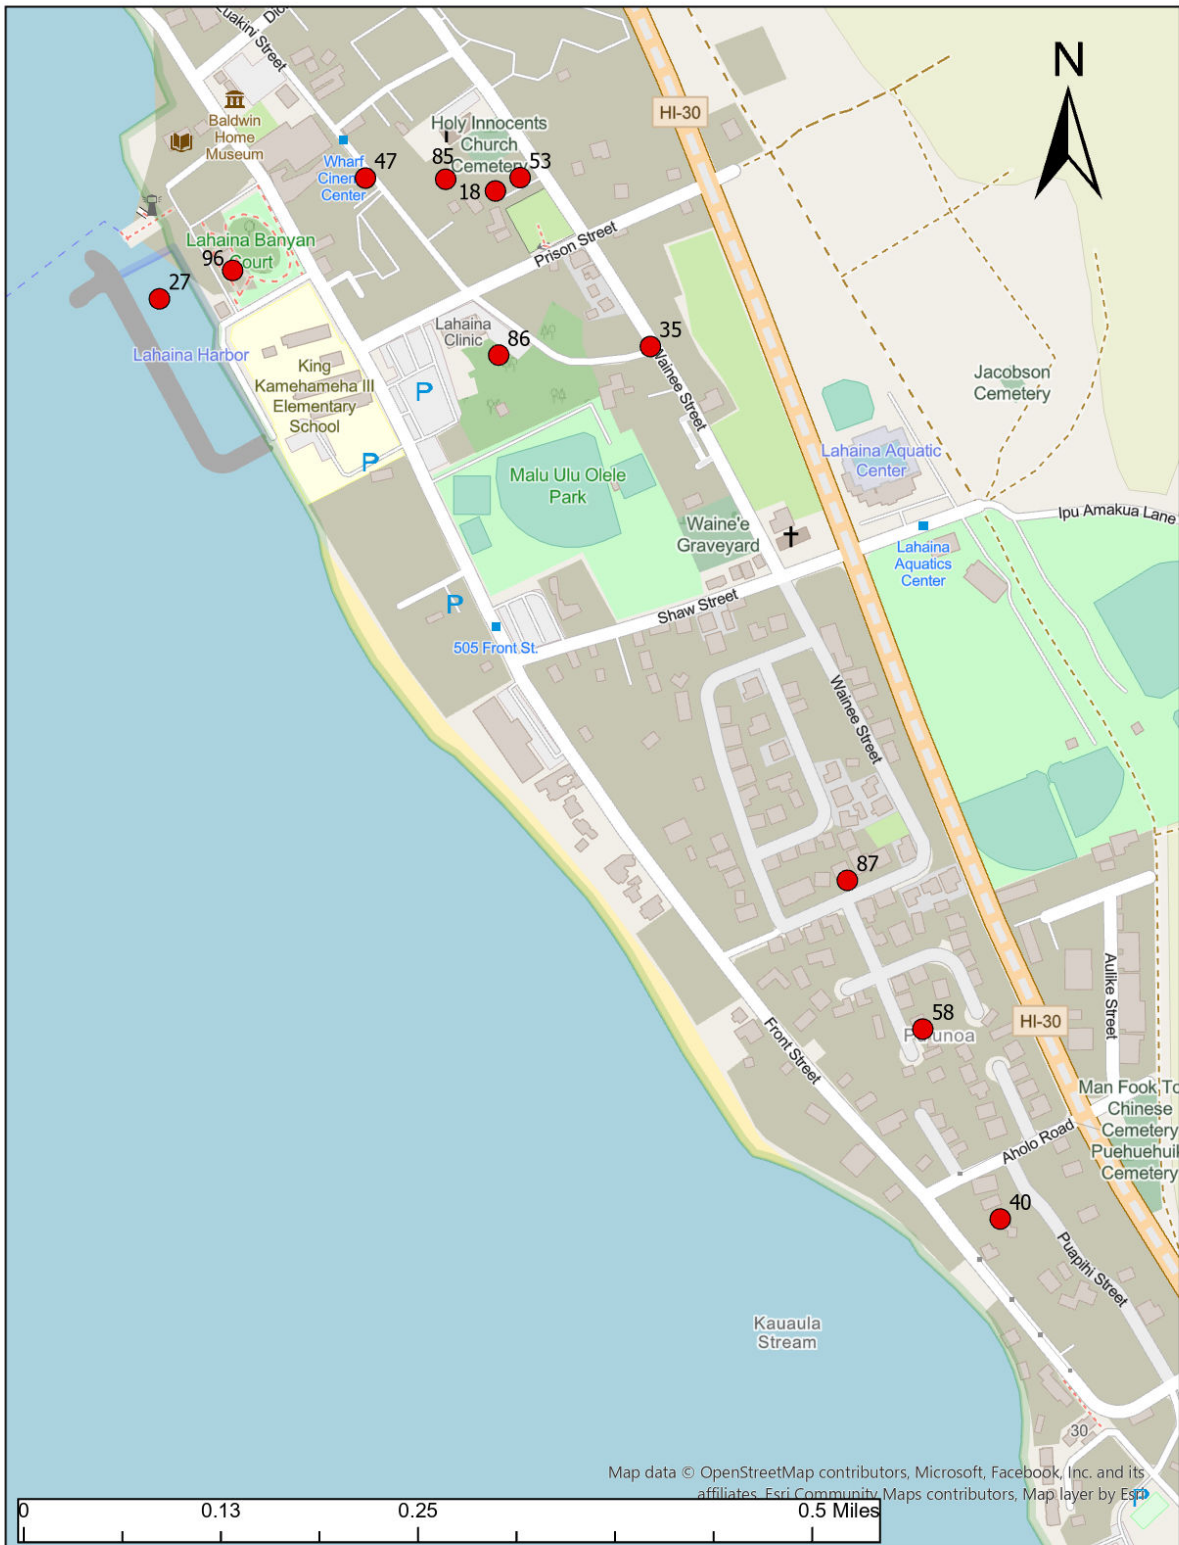 Luakini Street
N
HI-30
Baldwin
Home
Museum
Holy Innocents
Church
Cemetery
Wharf
Cinema
Center
47
85
18
53
Prison Street
Lahaina Banyan
Court
96
27
Lahaina Harbor
Lahaina
Clinic
86
35
Wainee Street
King
Kamehameha III
Elementary
School
P
P
Jacobson
Cemetery
Lahaina Aquatic
Center
Malu Ulu Olele
Park
Waine'e
Graveyard
Ipu Amakua Lane
Lahaina
Aquatics
Center
P
Shaw Street
505 Front St.
Wainee Street
87
Aulike Street
58
HI-30
Front Street
Man Fook To
Chinese
Cemetery
Puehuehuik
Cemetery
Aholo Road
40
Puapihi Street
Kauaula
Stream
30
Map data © OpenStreetMap contributors, Microsoft, Facebook, Inc. and its
affiliates, Esri Community Maps contributors, Map layer by Esri
P
0 0.13 0.25 0.5 Miles